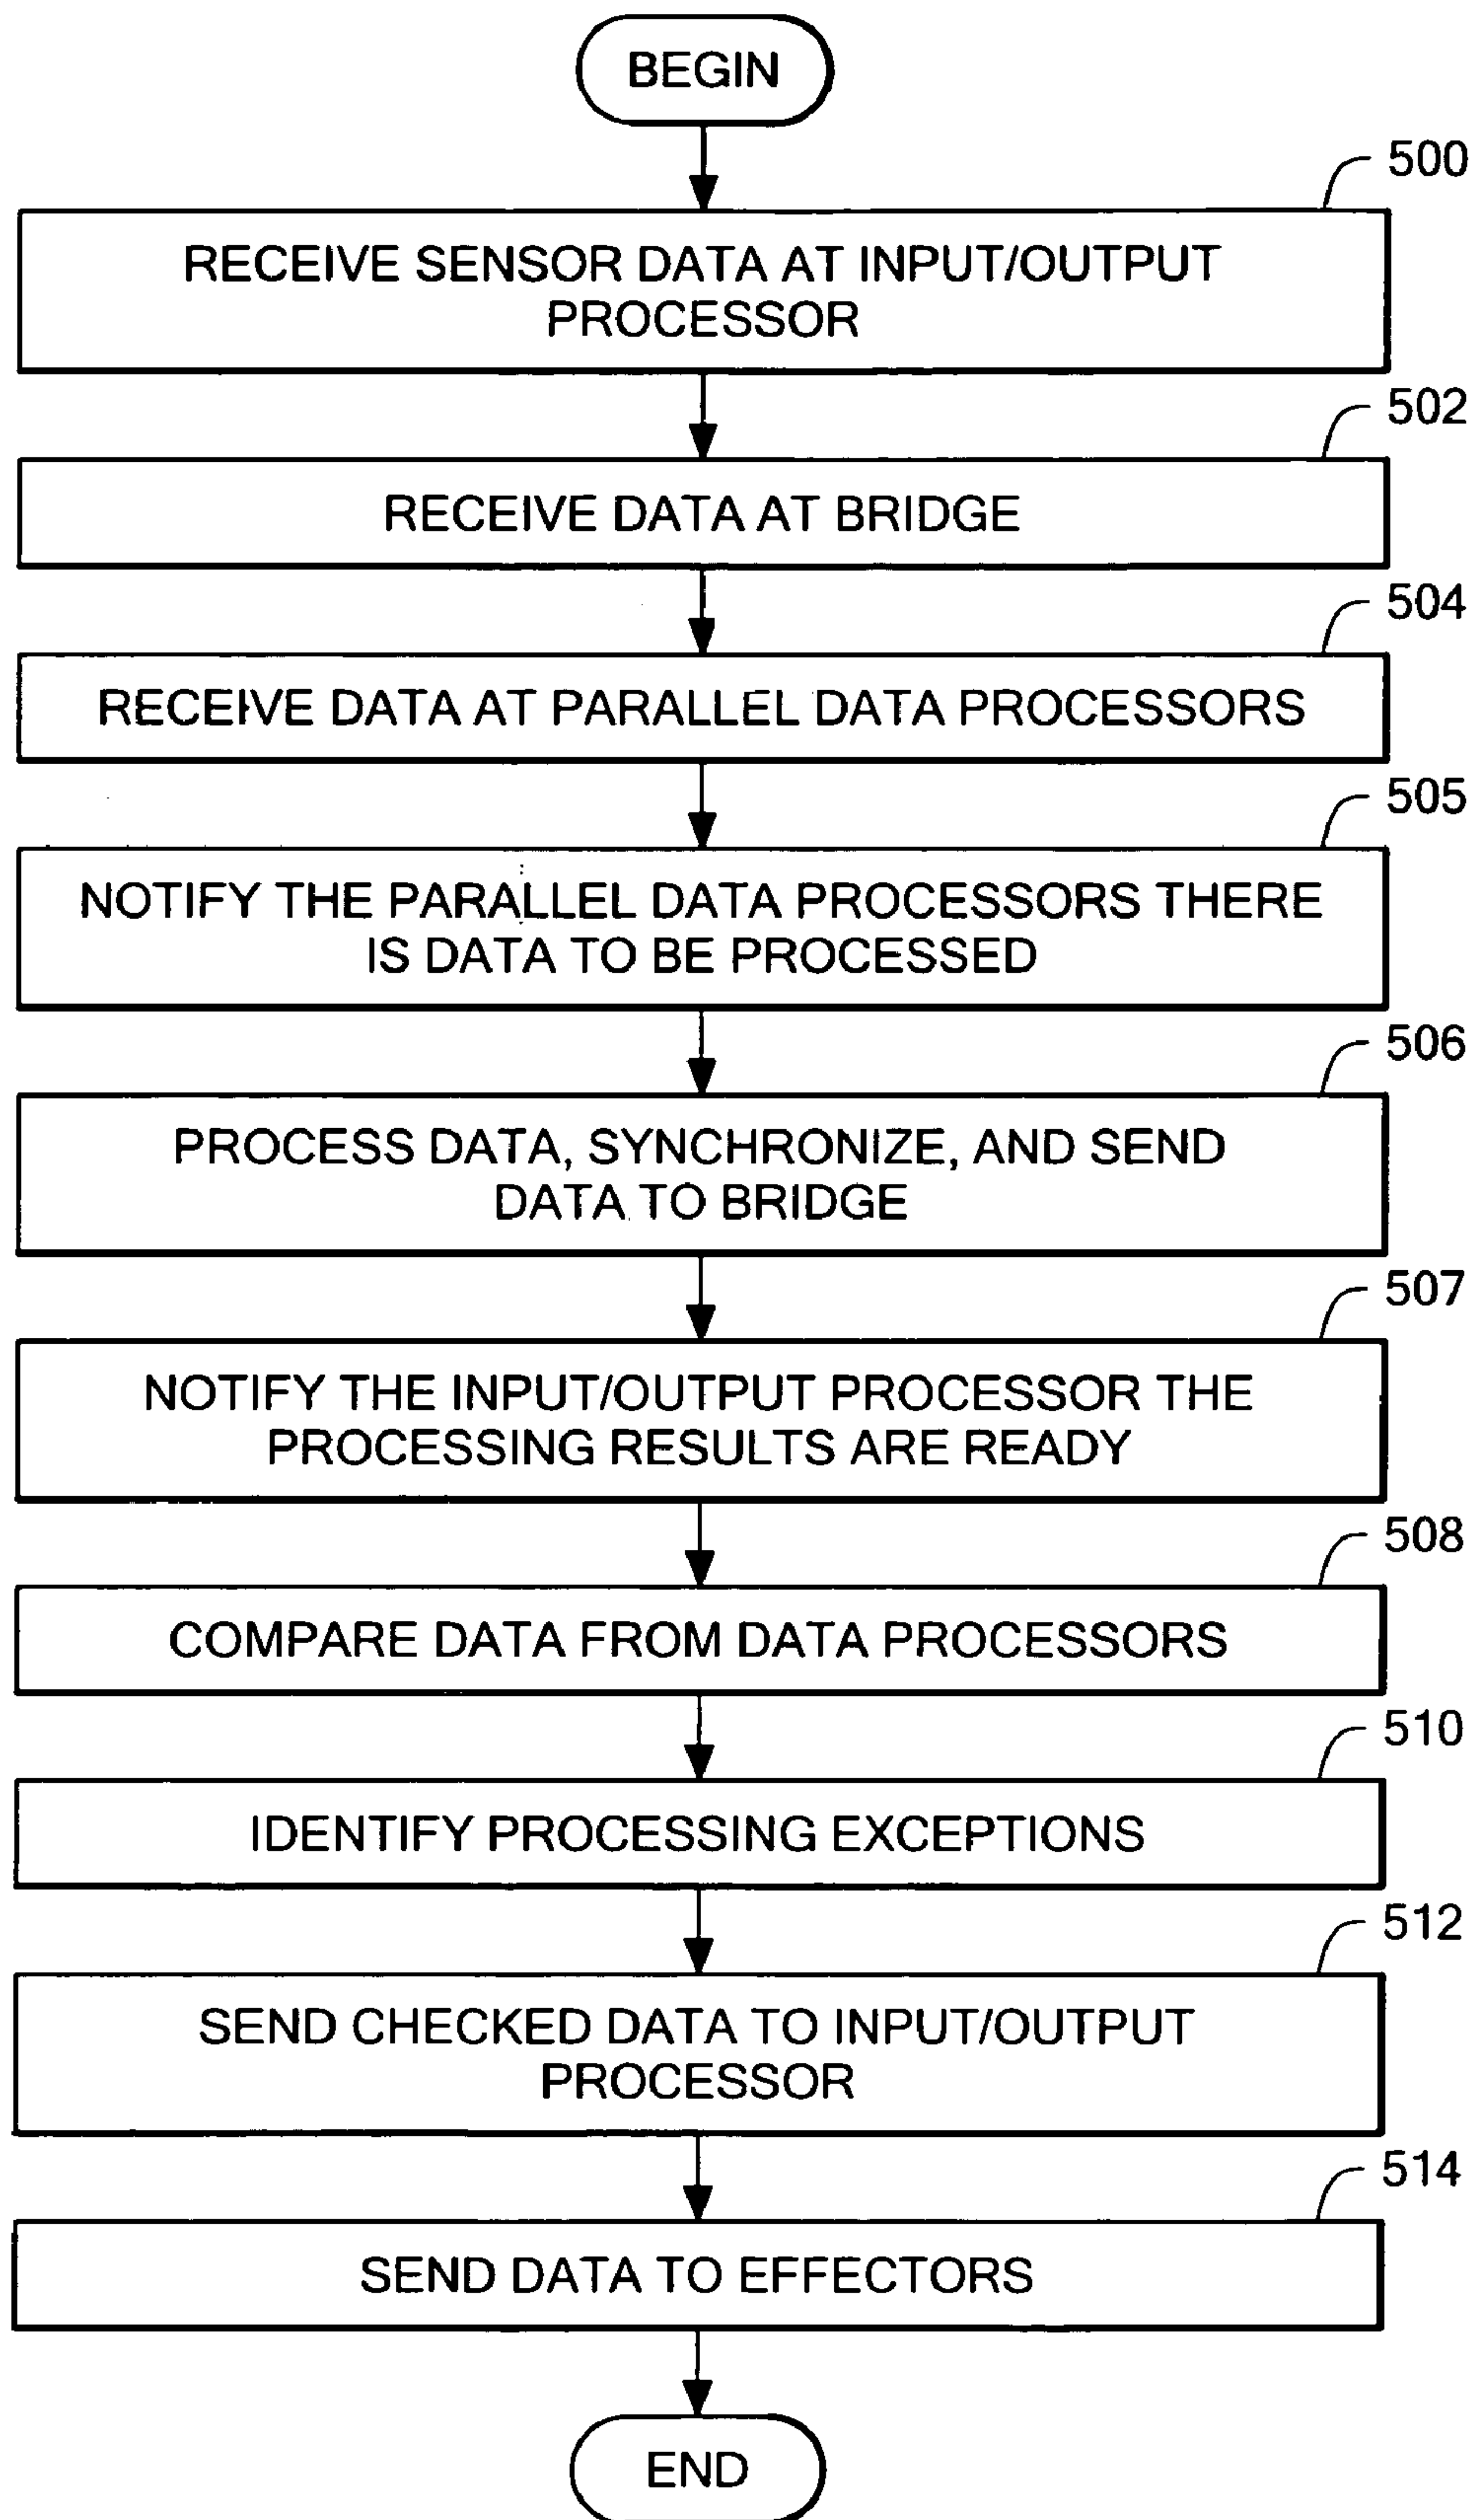 BEGIN
500
RECEIVE SENSOR DATA AT INPUT/OUTPUT
PROCESSOR
502
RECEIVE DATA AT BRIDGE
504
RECEIVE DATA AT PARALLEL DATA PROCESSORS
505
NOTIFY THE PARALLEL DATA PROCESSORS THERE
IS DATA TO BE PROCESSED
506
PROCESS DATA, SYNCHRONIZE, AND SEND
DATA TO BRIDGE
507
NOTIFY THE INPUT/OUTPUT PROCESSOR THE
PROCESSING RESULTS ARE READY
508
COMPARE DATA FROM DATA PROCESSORS
510
IDENTIFY PROCESSING EXCEPTIONS
512
SEND CHECKED DATA TO INPUT/OUTPUT
PROCESSOR
514
SEND DATA TO EFFECTORS
END